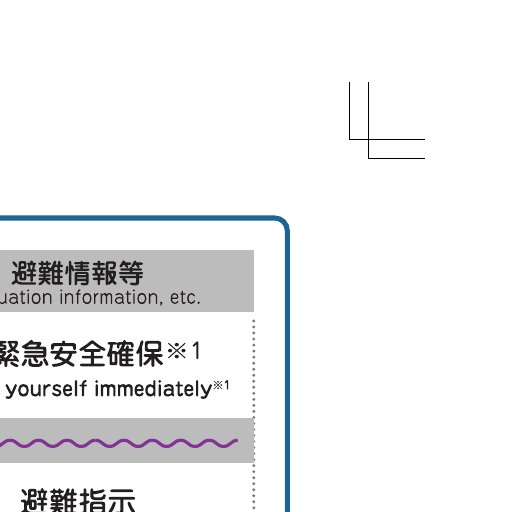 避難情報等
uation information, etc.
緊急安全確保※1
yourself immediately※1
避難指示